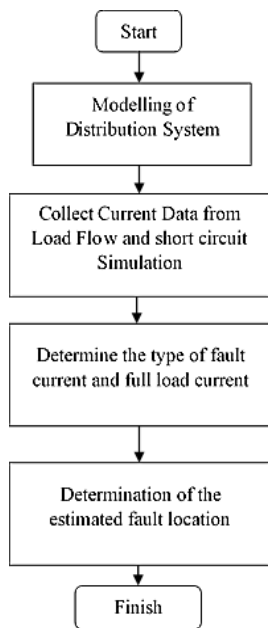 Start
Modelling of
Distribution System
Collect Current Data from
Load Flow and short circuit
Simulation
Determine the type of fault
current and full load current
Determination of the
estimated fault location
Finish